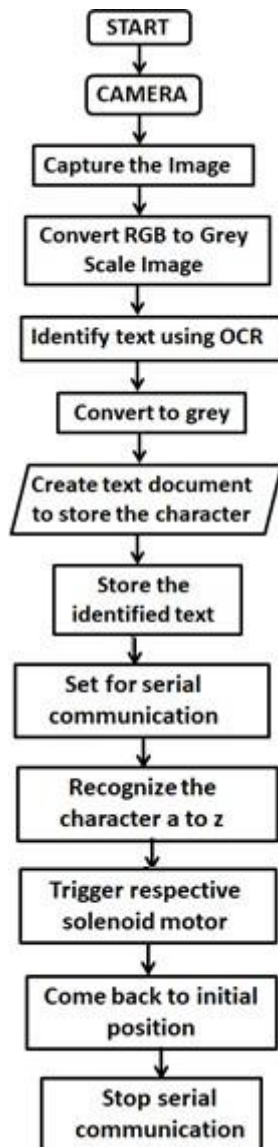 START
CAMERA
Capture the Image
Convert RGB to Grey
Scale Image
Identify text using OCR
Convert to grey
Create text document
to store the character
Store the
identified text
Set for serial
communication
Recognize the
character a to z
Trigger respective
solenoid motor
Come back to initial
position
Stop serial
communication